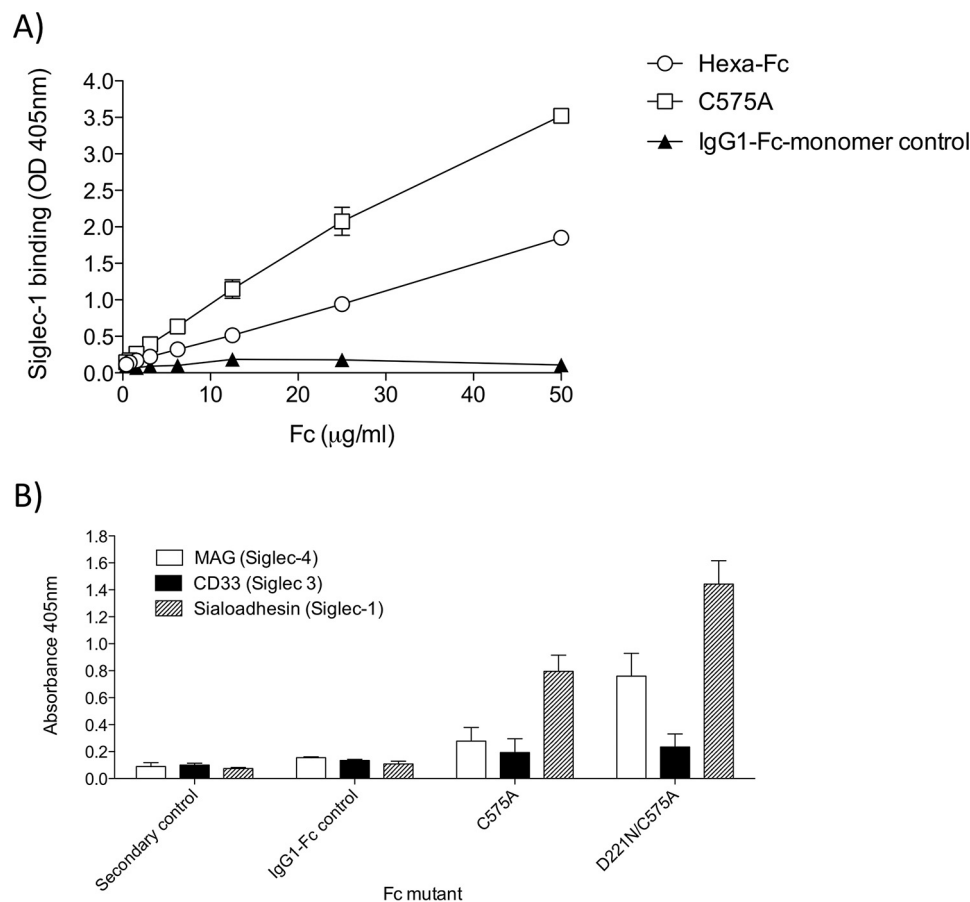 A)
Hexa-Fc
C575A
IgG1-Fc-monomer control
Siglec-1 binding (OD 405nm)
4.0
3.5
3.0
2.5
2.0
1.5
1.0
0.5
0.0
0 10 20 30 40 50
Fc (μg/ml)
B)
MAG (Siglec-4)
CD33 (Siglec 3)
Sialoadhesin (Siglec-1)
Absorbance 405nm
1.8
1.6
1.4
1.2
1.0
0.8
0.6
0.4
0.2
0.0
Secondary control
IgG1-Fc control
C575A
D221N/C575A
Fc mutant